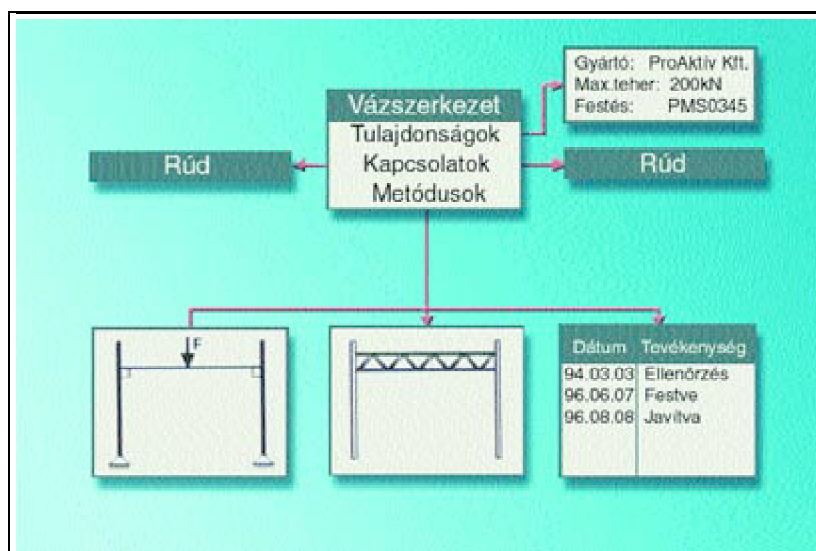 Gyártó: ProAktív Kft.
Max.teher: 200kN
Festés: PMS0345
Vázszerkezet
Tulajdonságok
Kapcsolatok
Metódusok
Rúd
Rúd
F
Dátum Tevékenység
94.03.03 Ellenőrzés
96.06.07 Festve
96.08.08 Javítva